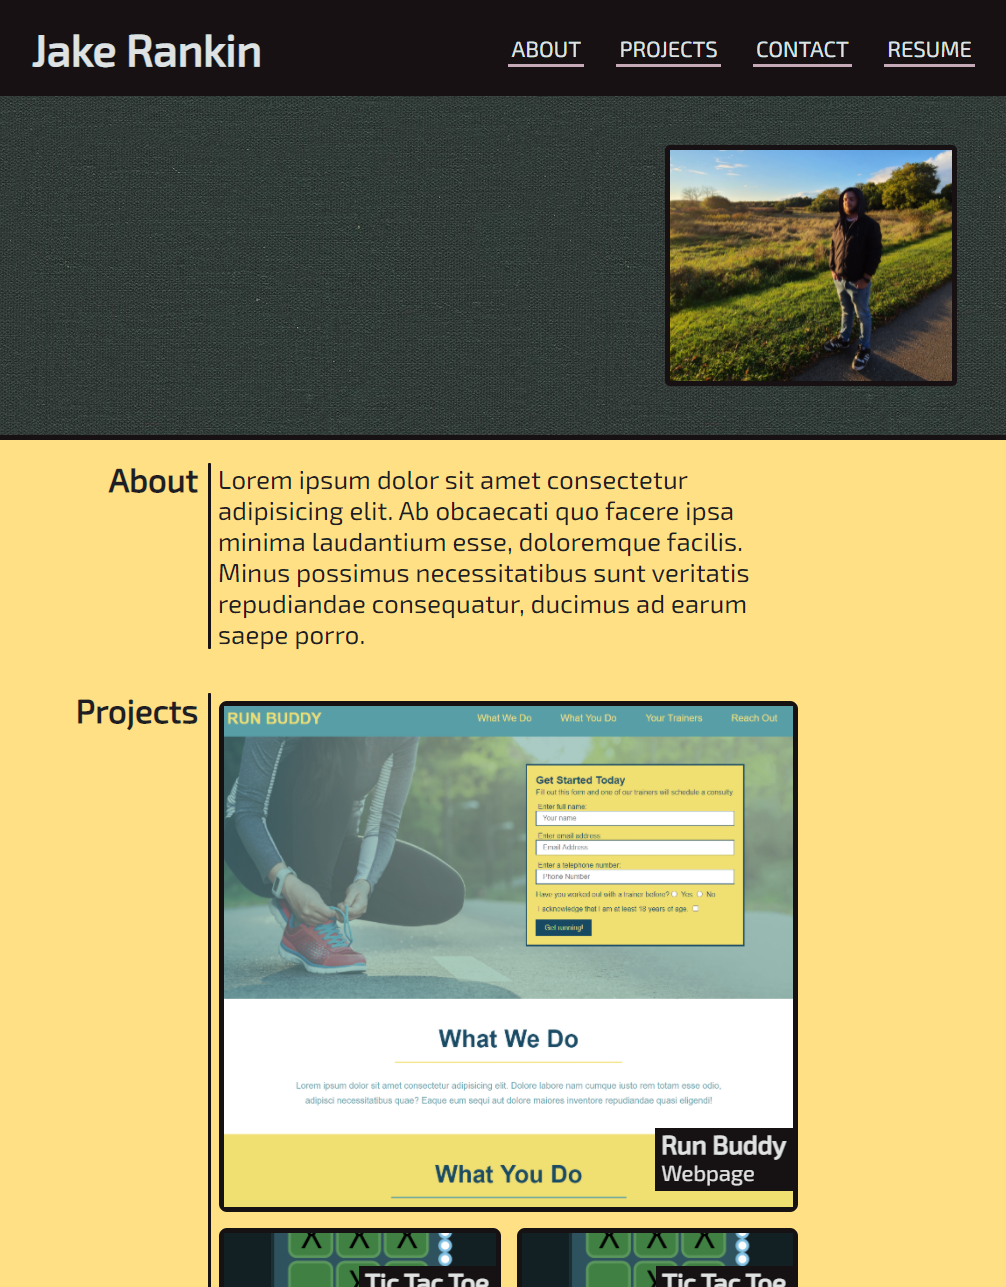 Jake Rankin
ABOUT PROJECTS CONTACT RESUME
About
Lorem ipsum dolor sit amet consectetur
adipisicing elit. Ab obcaecati quo facere ipsa
minima laudantium esse, doloremque facilis.
Minus possimus necessitatibus sunt veritatis
repudiandae consequatur, ducimus ad earum
saepe porro.
Projects
RUN BUDDY
What We Do What You Do Your Trainers Reach Out
Get Started Today
Fill out this form and one of our trainers will schedule a consulty
Enter full name:
Your name
Enter email address:
Email Address
Enter a telephone number:
Phone Number
Have you worked out with a trainer before? Yes No
I acknowledge that I am at least 18 years of age.
Get running!
What We Do
Lorem ipsum dolor sit amet consectetur adipisicing elit. Dolore labore nam cumque iusto rem totam esse odio,
adipisci necessitatibus quae? Eaque eum sequi aut dolore maiores inventore repudiandae quasi eligendi!
What You Do
Run Buddy
Webpage
X X X
X X X
Tic Tac Toe
Tic Tac Toe